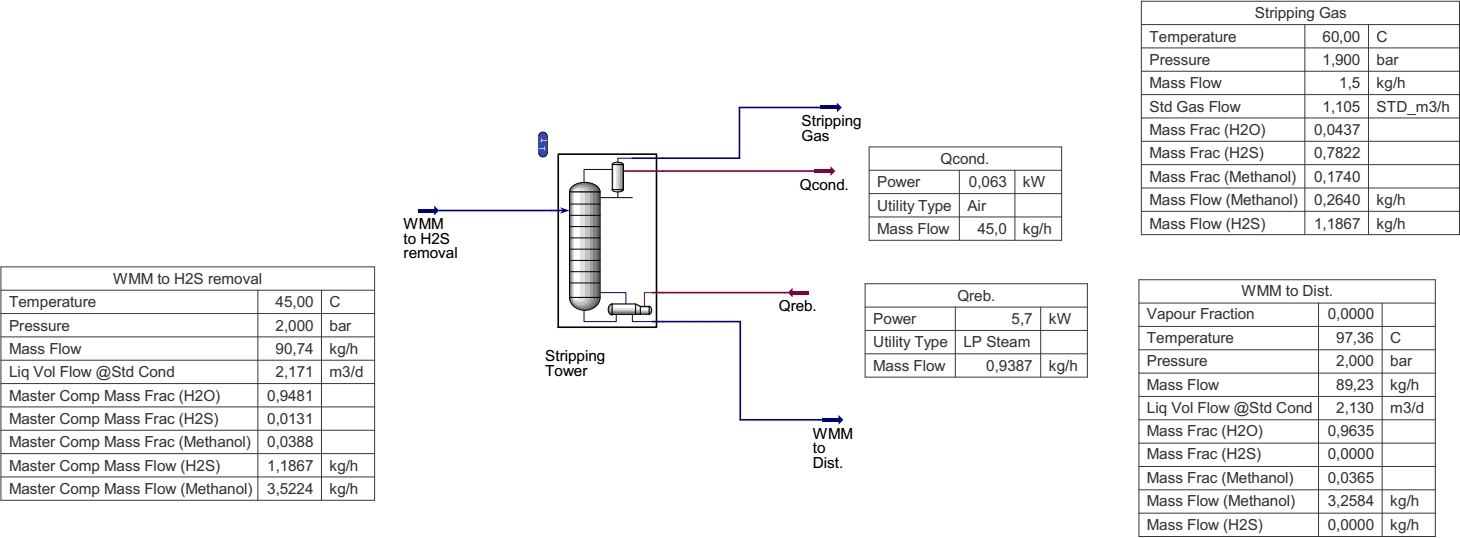 Stripping Gas
Temperature 60,00 C
Pressure 1,900 bar
Mass Flow 1,5 kg/h
Std Gas Flow 1,105 STD_m3/h
Mass Frac (H2O) 0,0437
Mass Frac (H2S) 0,7822
Mass Frac (Methanol) 0,1740
Mass Flow (Methanol) 0,2640 kg/h
Mass Flow (H2S) 1,1867 kg/h
Stripping
Gas
Qcond.
Qcond.
Power 0,063 kW
Utility Type Air
Mass Flow 45,0 kg/h
WMM
to H2S
removal
WMM to H2S removal
Temperature 45,00 C
Pressure 2,000 bar
Mass Flow 90,74 kg/h
Liq Vol Flow @Std Cond 2,171 m3/d
Master Comp Mass Frac (H2O) 0,9481
Master Comp Mass Frac (H2S) 0,0131
Master Comp Mass Frac (Methanol) 0,0388
Master Comp Mass Flow (H2S) 1,1867 kg/h
Master Comp Mass Flow (Methanol) 3,5224 kg/h
Stripping
Tower
Qreb.
Qreb.
Power 5,7 kW
Utility Type LP Steam
Mass Flow 0,9387 kg/h
WMM
to
Dist.
WMM to Dist.
Vapour Fraction 0,0000
Temperature 97,36 C
Pressure 2,000 bar
Mass Flow 89,23 kg/h
Liq Vol Flow @Std Cond 2,130 m3/d
Mass Frac (H2O) 0,9635
Mass Frac (H2S) 0,0000
Mass Frac (Methanol) 0,0365
Mass Flow (Methanol) 3,2584 kg/h
Mass Flow (H2S) 0,0000 kg/h